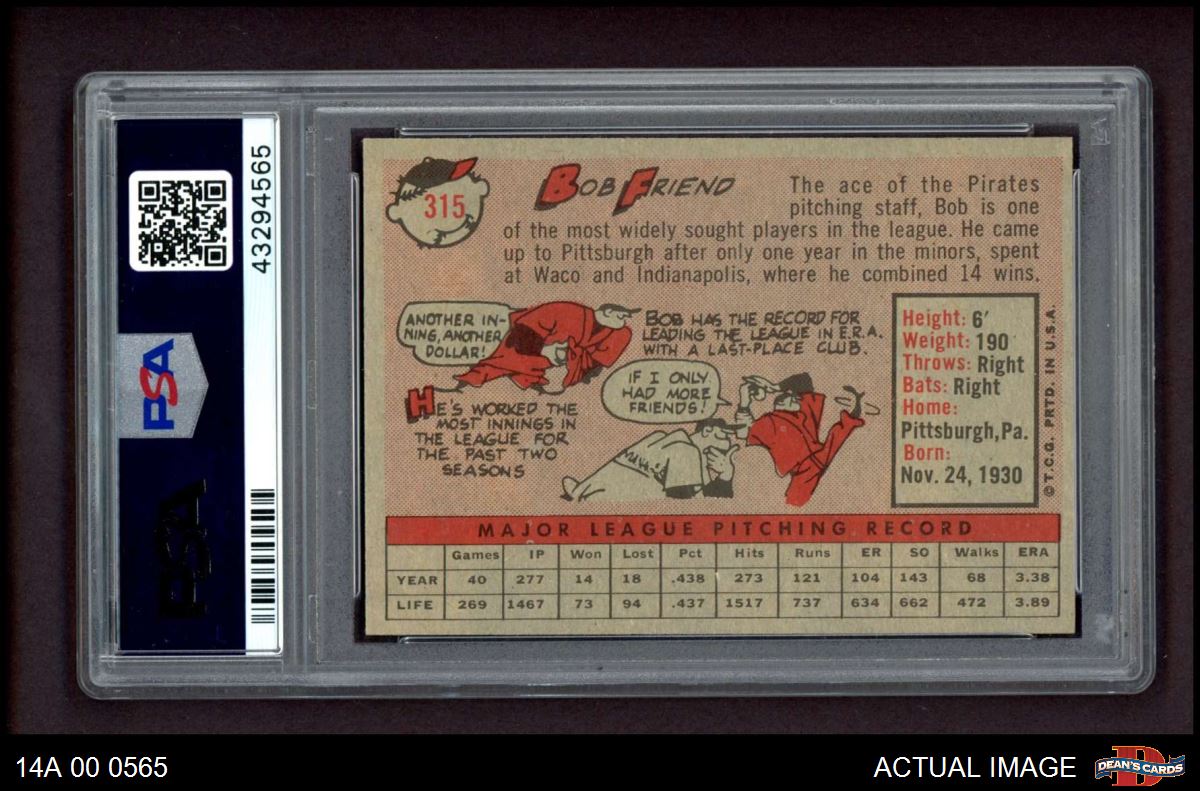 43294565
PSA
PSA
315
BOB FRIEND
The ace of the Pirates
pitching staff, Bob is one
of the most widely sought players in the league. He came
up to Pittsburgh after only one year in the minors, spent
at Waco and Indianapolis, where he combined 14 wins.
ANOTHER IN-
NING, ANOTHER
DOLLAR!
HE'S WORKED THE
MOST INNINGS IN
THE LEAGUE FOR
THE PAST TWO
SEASONS
BOB HAS THE RECORD FOR
LEADING THE LEAGUE IN E.R.A.
WITH A LAST-PLACE CLUB
IF I ONLY
HAD MORE
FRIENDS!
Height: 6'
Weight: 190
Throws: Right
Bats: Right
Home:
Pittsburgh, Pa.
Born:
Nov. 24, 1930
© T.C.G. PRTD. IN U.S.A.
MAJOR LEAGUE PITCHING RECORD
Games IP Won Lost Pct Hits Runs ER SO Walks ERA
YEAR 40 277 14 18 .438 273 121 104 143 68 3.38
LIFE 269 1467 73 94 .437 1517 737 634 662 472 3.89
14A 00 0565
ACTUAL IMAGE
DEAN'S CARDS